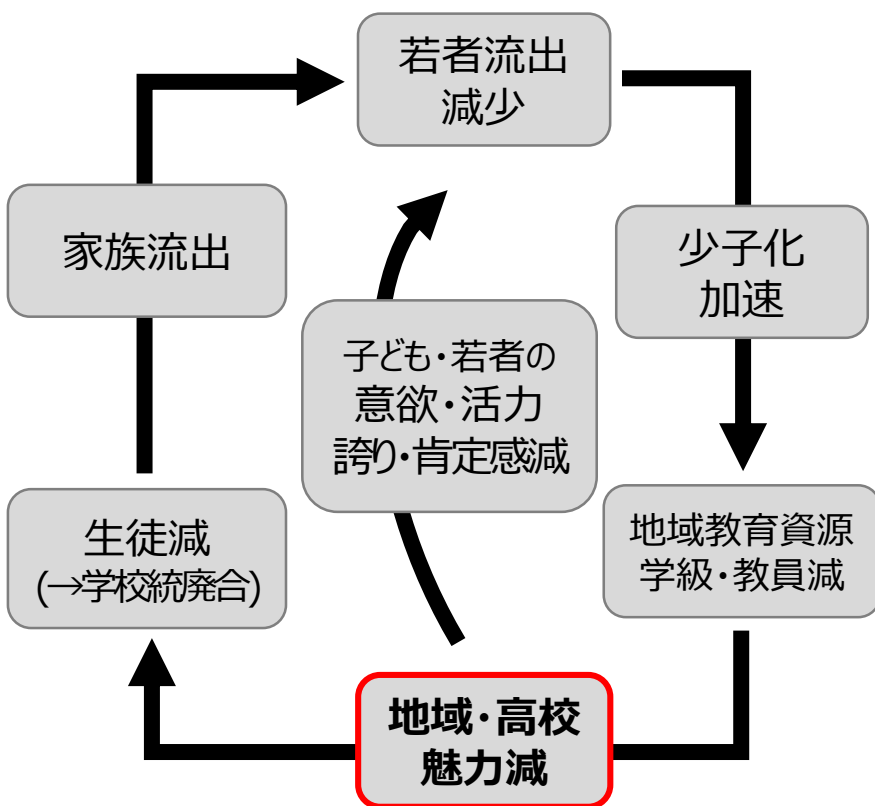 若者流出
減少
家族流出
少子化
加速
子ども・若者の
意欲・活力
誇り・肯定感減
生徒減
(→学校統廃合)
地域教育資源
学級・教員減
地域・高校
魅力減